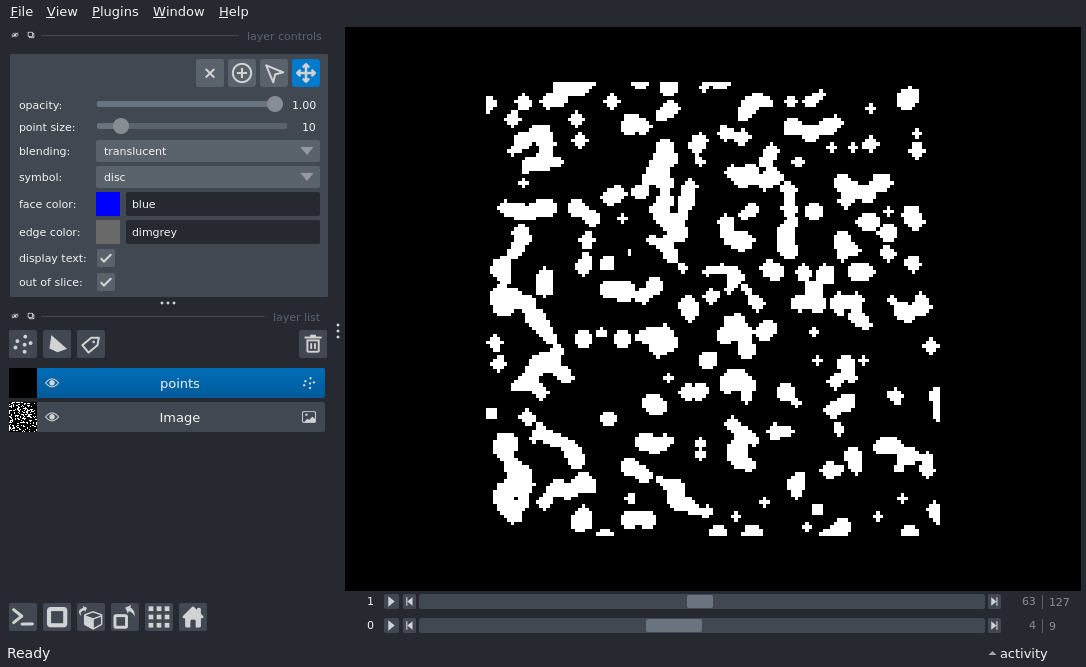 File View Plugins Window Help
layer controls
opacity: 1.00
point size: 10
blending: translucent
symbol: disc
face color: blue
edge color: dimgrey
display text:
out of slice:
layer list
points
Image
1 63 127
0 4 9
Ready activity